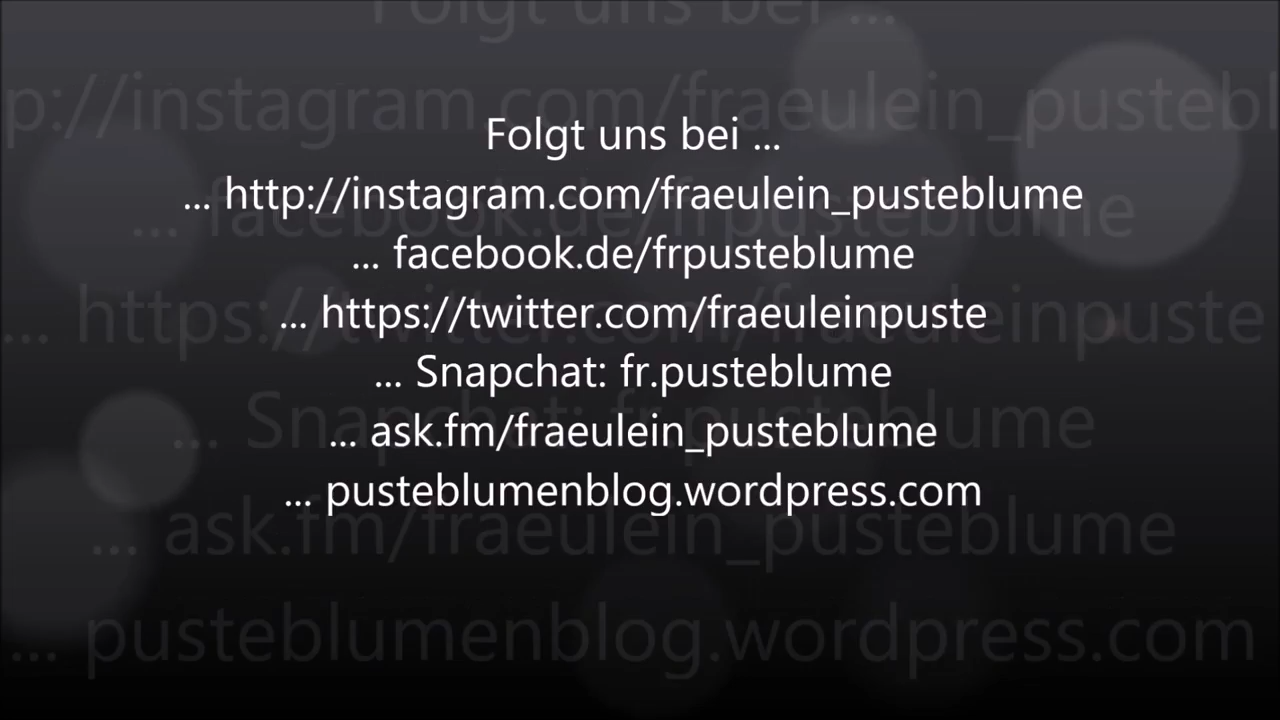 Folgt uns bei ...
... http://instagram.com/fraeulein_pusteblume
... facebook.de/frpusteblume
... https://twitter.com/fraeuleinpuste
... Snapchat: fr.pusteblume
... ask.fm/fraeulein_pusteblume
... pusteblumenblog.wordpress.com